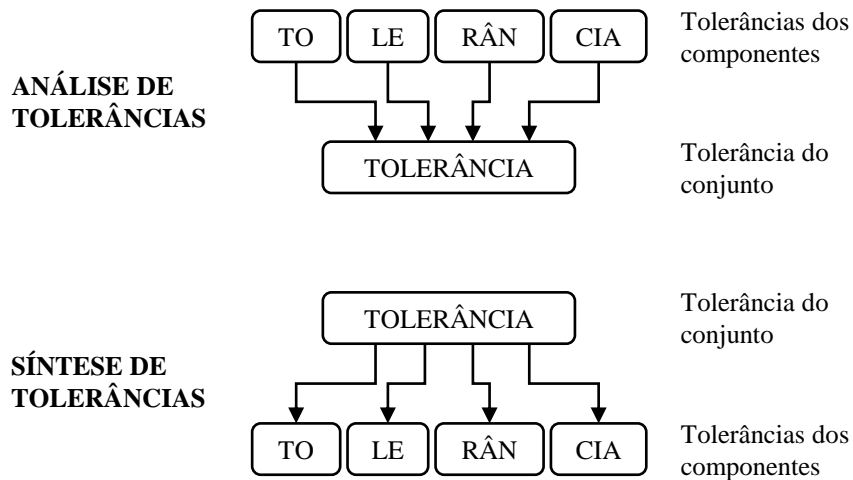 TO LE RÂN CIA Tolerâncias dos
componentes
ANÁLISE DE
TOLERÂNCIAS
TOLERÂNCIA Tolerância do
conjunto
TOLERÂNCIA Tolerância do
conjunto
SÍNTESE DE
TOLERÂNCIAS
TO LE RÂN CIA Tolerâncias dos
componentes